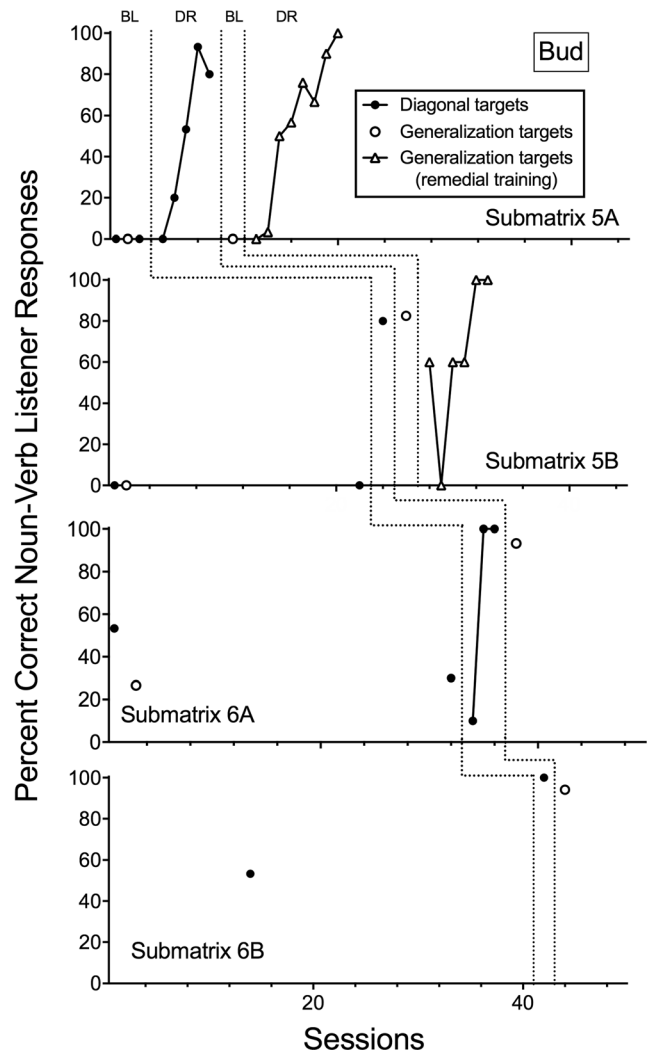 BL DR BL DR
Bud
Percent Correct Noun-Verb Listener Responses
100
80
60
40
20
0
Diagonal targets
Generalization targets
Generalization targets
(remedial training)
Submatrix 5A
100
80
60
40
20
0
Submatrix 5B
100
80
60
40
20
0
Submatrix 6A
100
80
60
40
20
0
Submatrix 6B
20 40
Sessions